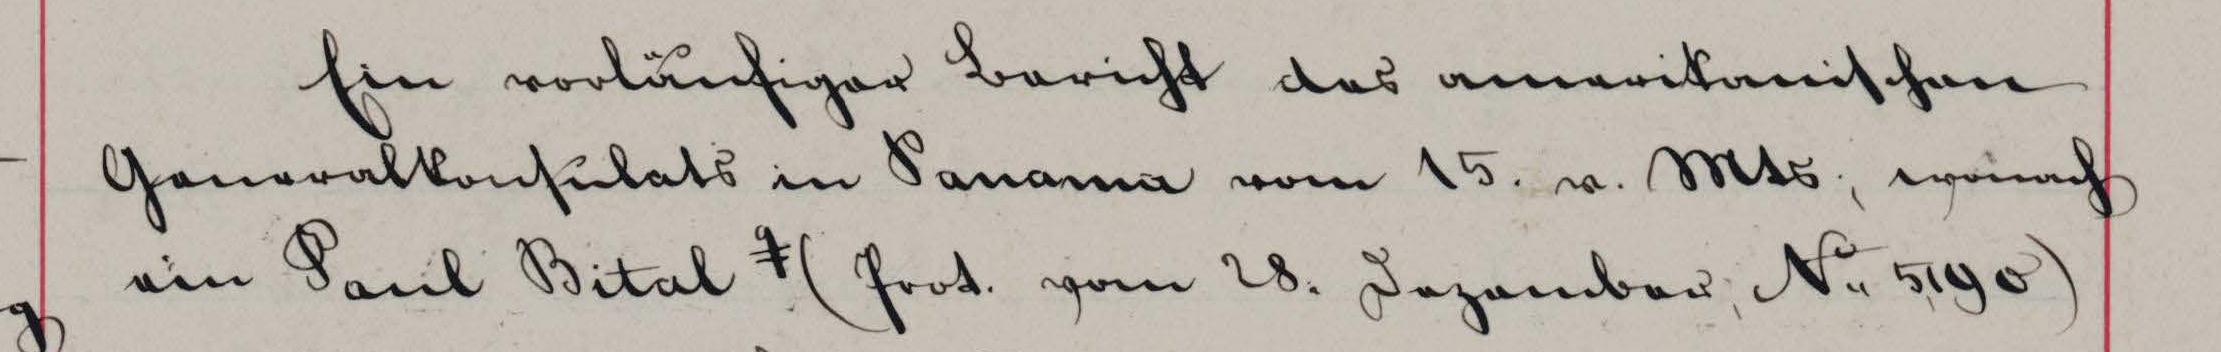 Ein vorläufiger Bericht des amerikanischen
Generalkonsulats in Panama vom 15. v. Mts., wonach
ein Paul Bital ‡ (Prot. vom 28. Dezember, No. 5190)